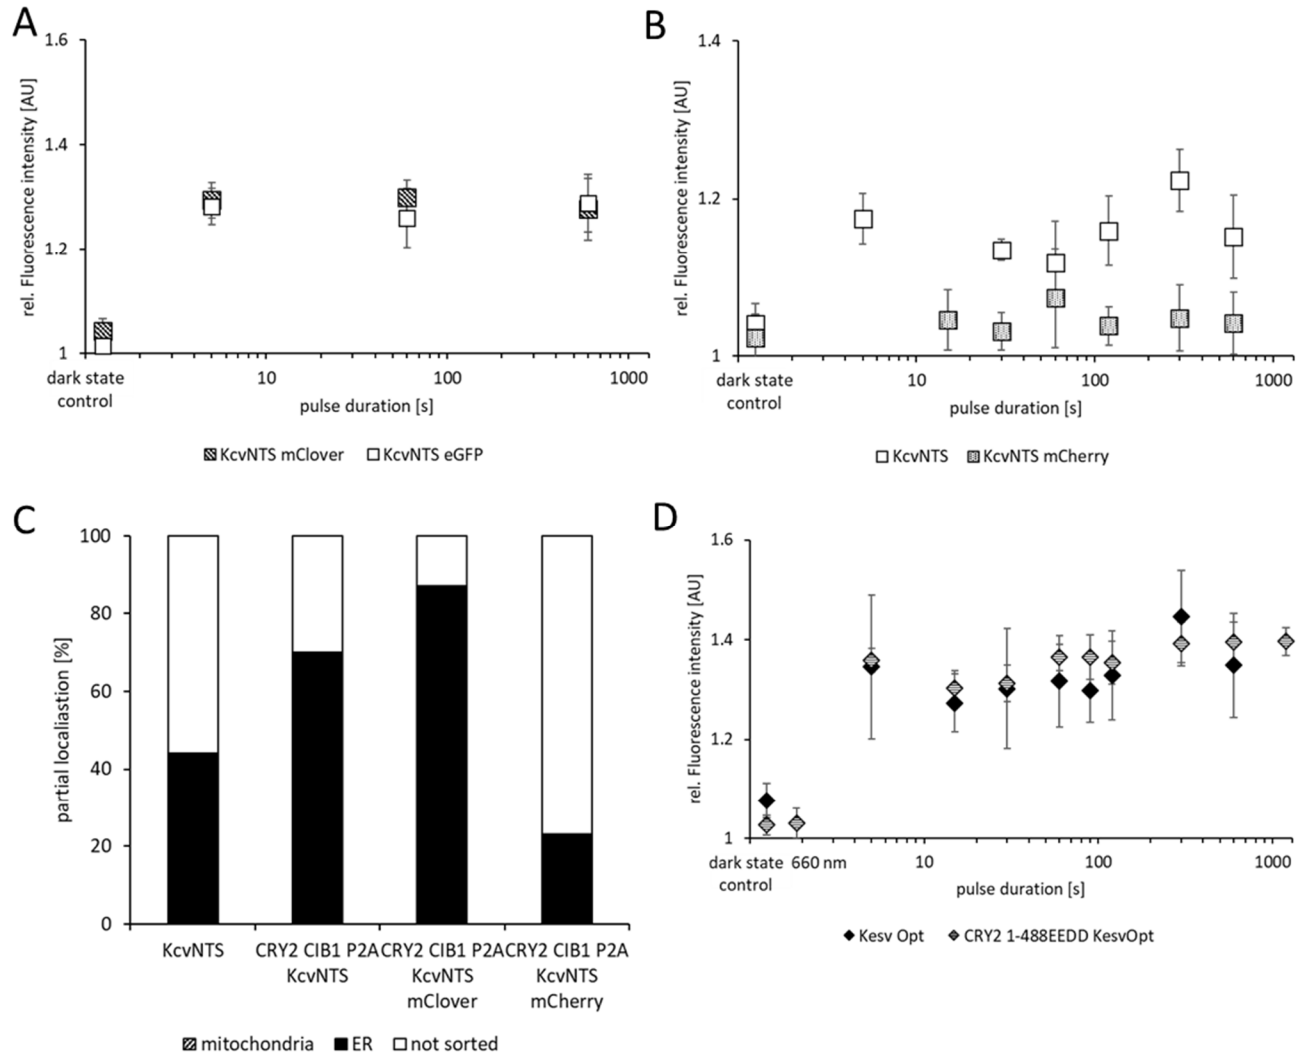 A
1.6
1.4
1.2
1
rel. Fluorescence intensity [AU]
dark state
control
10
100
1000
pulse duration [s]
KcvNTS mClover
KcvNTS eGFP
B
1.4
1.2
1
rel. Fluorescence intensity [AU]
dark state
control
10
100
1000
pulse duration [s]
KcvNTS
KcvNTS mCherry
C
100
80
60
40
20
0
partial localiastion [%]
KcvNTS
CRY2 CIB1 P2A
KcvNTS
CRY2 CIB1 P2A
KcvNTS
mClover
CRY2 CIB1 P2A
KcvNTS
mCherry
mitochondria
ER
not sorted
D
1.6
1.4
1.2
1
rel. Fluorescence intensity [AU]
dark state
control
660 nm
10
100
1000
pulse duration [s]
Kesv Opt
CRY2 1-488EEDD KesvOpt